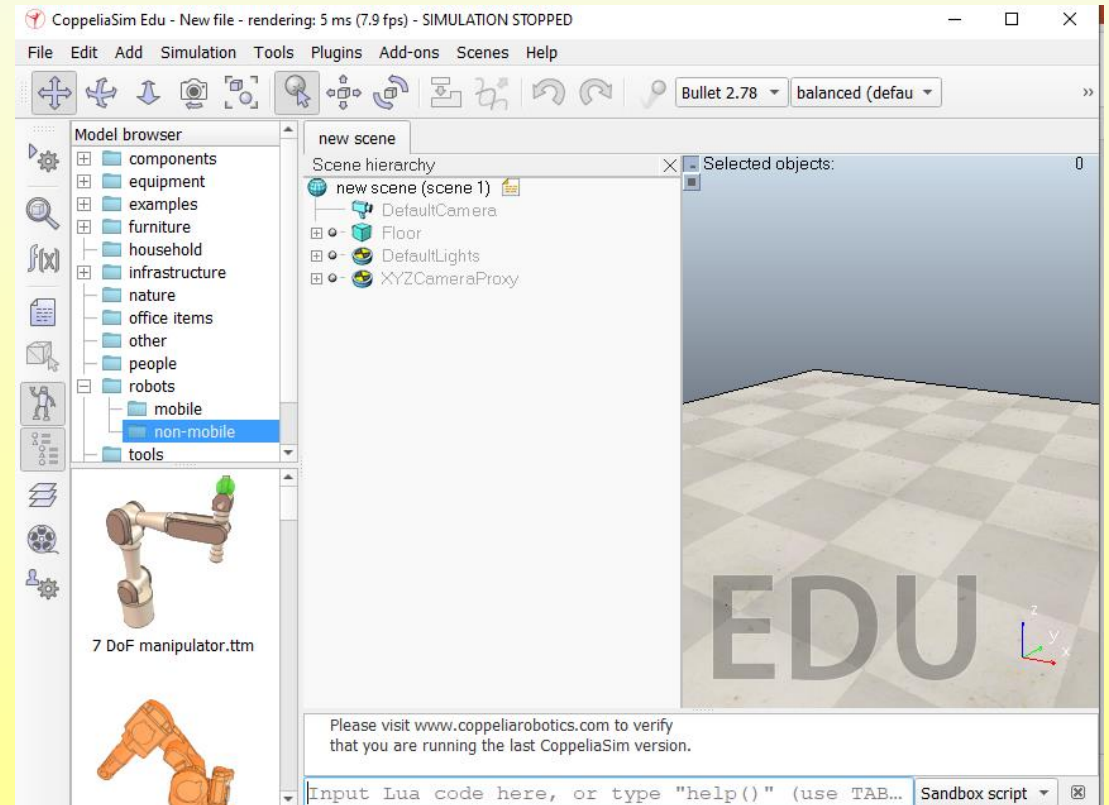 CoppeliaSim Edu - New file - rendering: 5 ms (7.9 fps) - SIMULATION STOPPED
File Edit Add Simulation Tools Plugins Add-ons Scenes Help
Bullet 2.78 balanced (defau
Model browser
components
equipment
examples
furniture
household
infrastructure
nature
office items
other
people
robots
mobile
non-mobile
tools
7 DoF manipulator.ttm
f(x)
new scene
Scene hierarchy
new scene (scene 1)
DefaultCamera
Floor
DefaultLights
XYZCameraProxy
Selected objects: 0
EDU
z
y
x
Please visit www.coppeliarobotics.com to verify
that you are running the last CoppeliaSim version.
Input Lua code here, or type "help()" (use TAB... Sandbox script